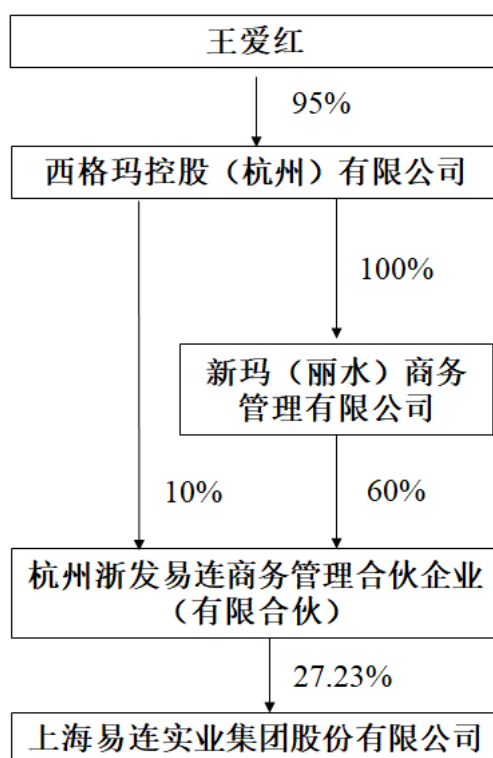 王爱红
95%
西格玛控股（杭州）有限公司
100%
新玛（丽水）商务
管理有限公司
10%
60%
杭州浙发易连商务管理合伙企业
（有限合伙）
27.23%
上海易连实业集团股份有限公司